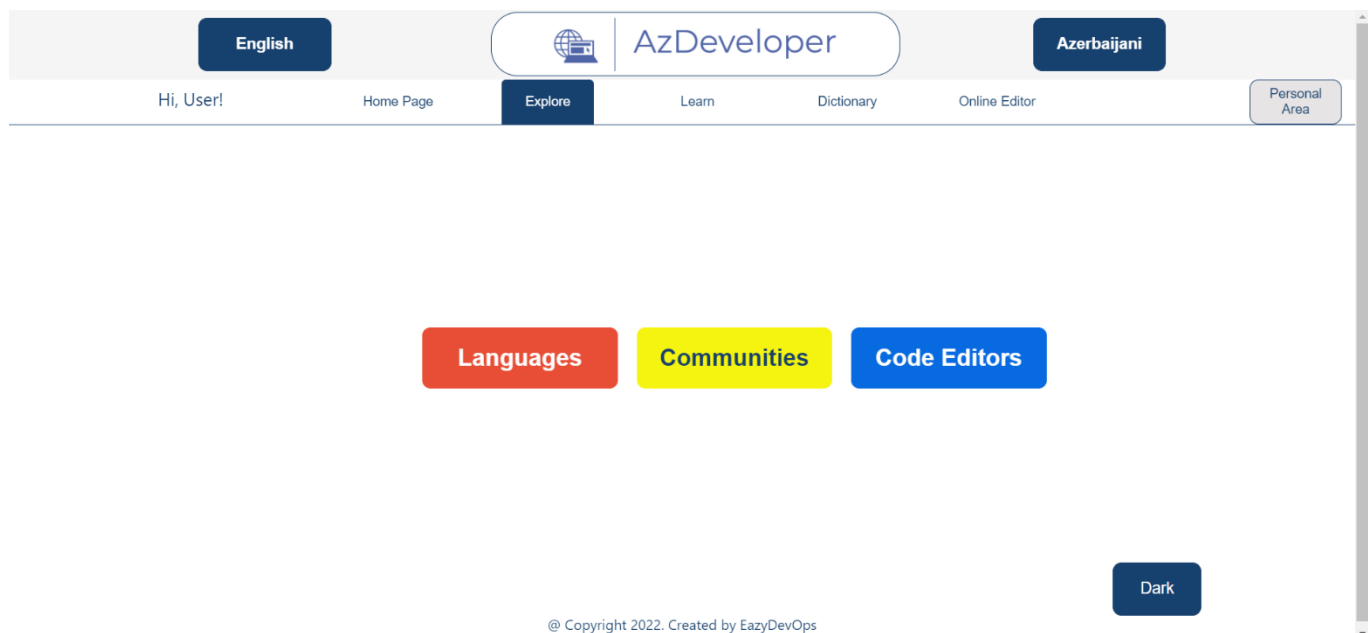 English
AzDeveloper
Azerbaijani
Hi, User!
Home Page
Explore
Learn
Dictionary
Online Editor
Personal
Area
Languages
Communities
Code Editors
Dark
@ Copyright 2022. Created by EazyDevOps